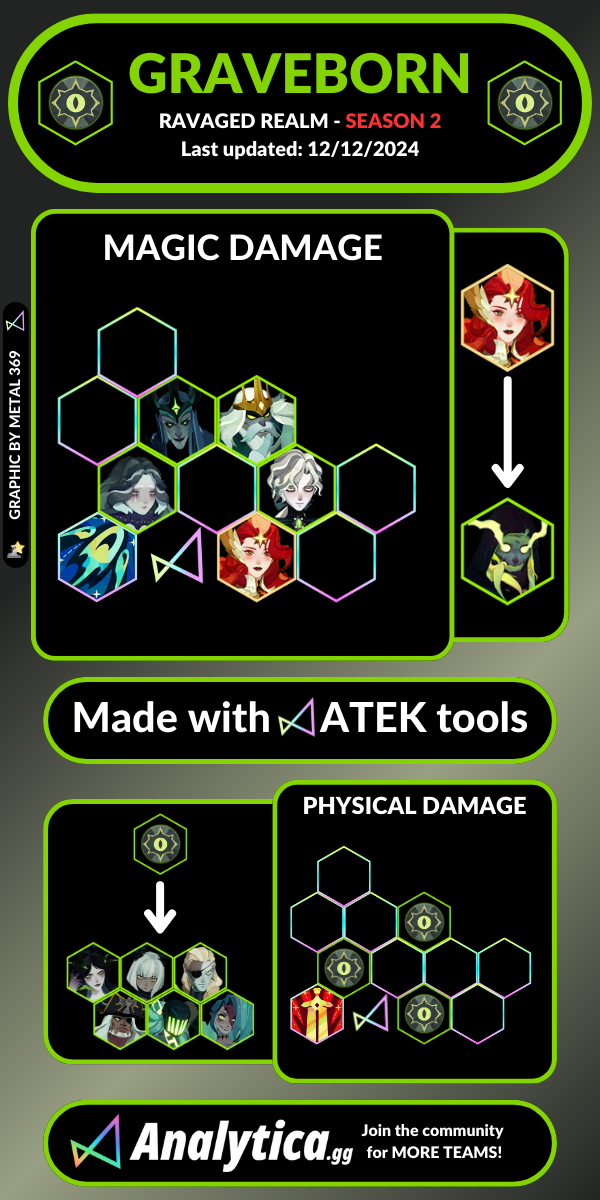 GRAVEBORN
RAVAGED REALM - SEASON 2
Last updated: 12/12/2024
MAGIC DAMAGE
GRAPHIC BY METAL 369
Made with ATEK tools
PHYSICAL DAMAGE
Analytica.gg
Join the community
for MORE TEAMS!